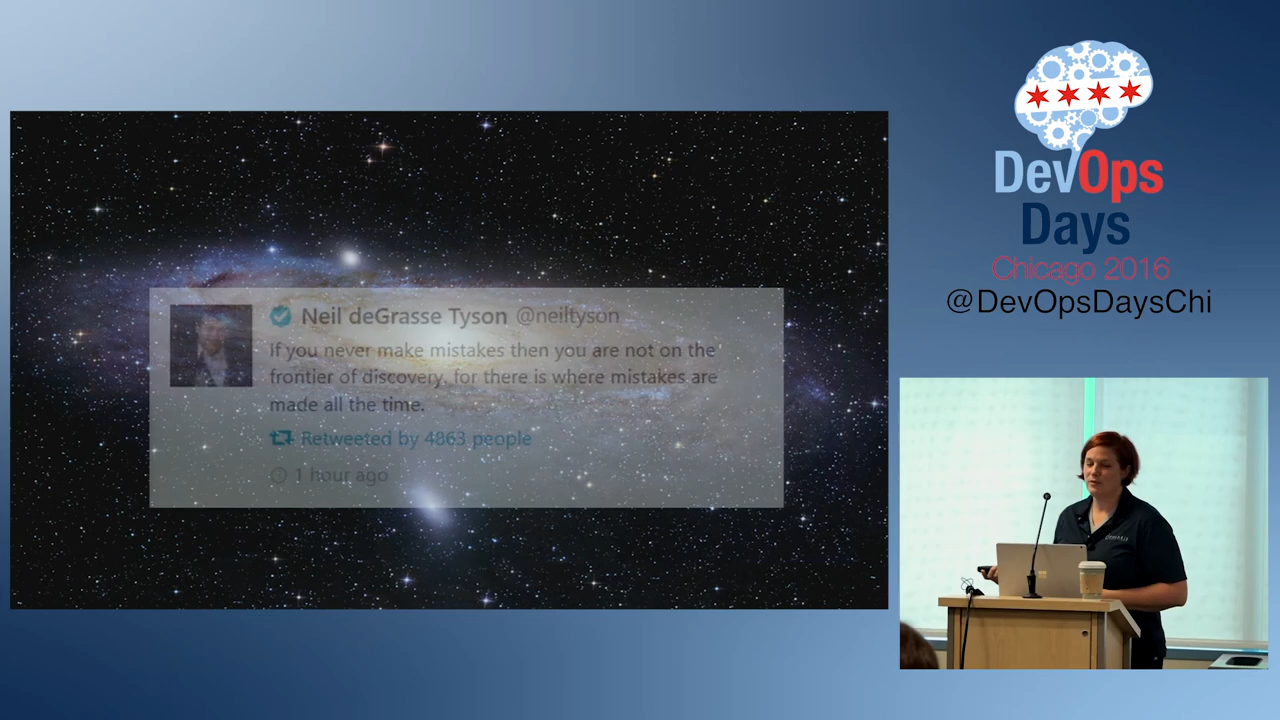 Neil deGrasse Tyson @neiltyson
If you never make mistakes then you are not on the
frontier of discovery, for there is where mistakes are
made all the time.
Retweeted by 4863 people
1 hour ago
DevOps
Days
Chicago 2016
@DevOpsDaysChi